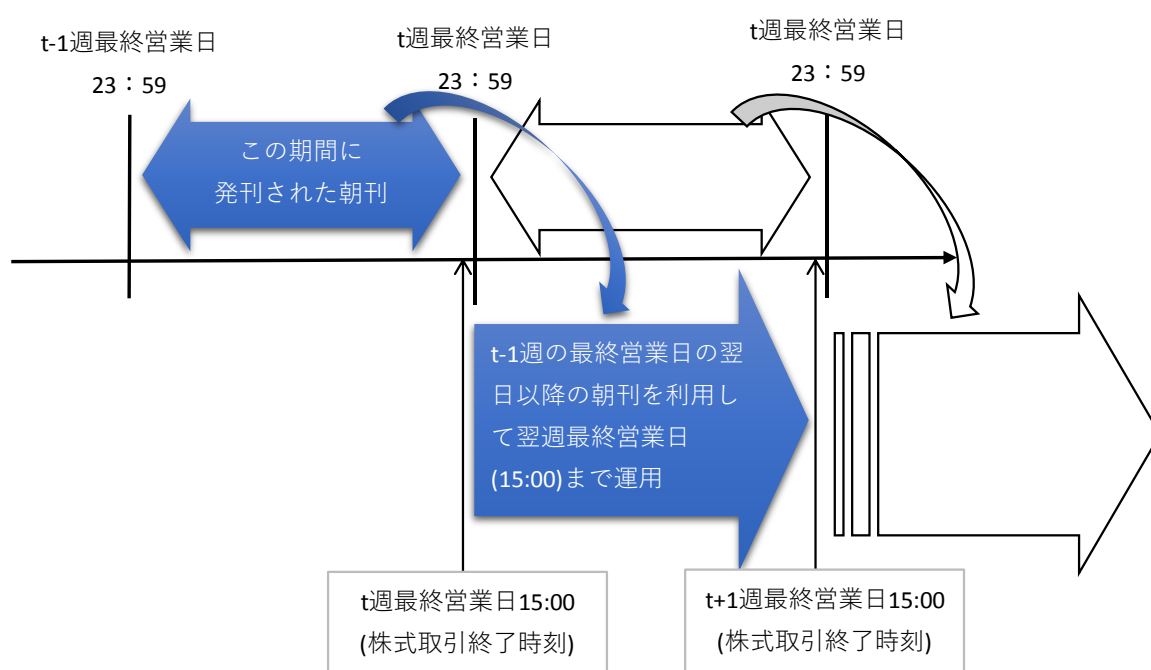 t-1週最終営業日
23：59
t週最終営業日
23：59
t週最終営業日
23：59
この期間に
発刊された朝刊
t-1週の最終営業日の翌
日以降の朝刊を利用し
て翌週最終営業日
(15:00)まで運用
t週最終営業日15:00
(株式取引終了時刻)
t+1週最終営業日15:00
(株式取引終了時刻)